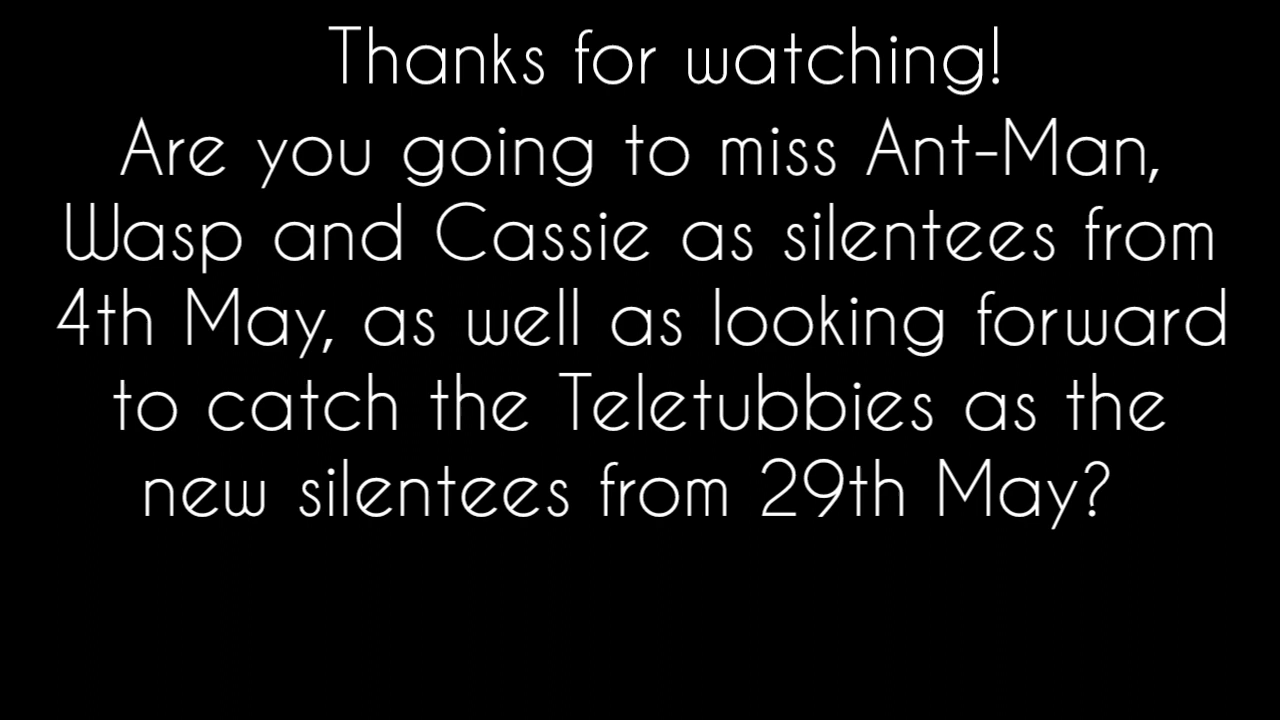 Thanks for watching!
Are you going to miss Ant-Man,
Wasp and Cassie as silentees from
4th May, as well as looking forward
to catch the Teletubbies as the
new silentees from 29th May?